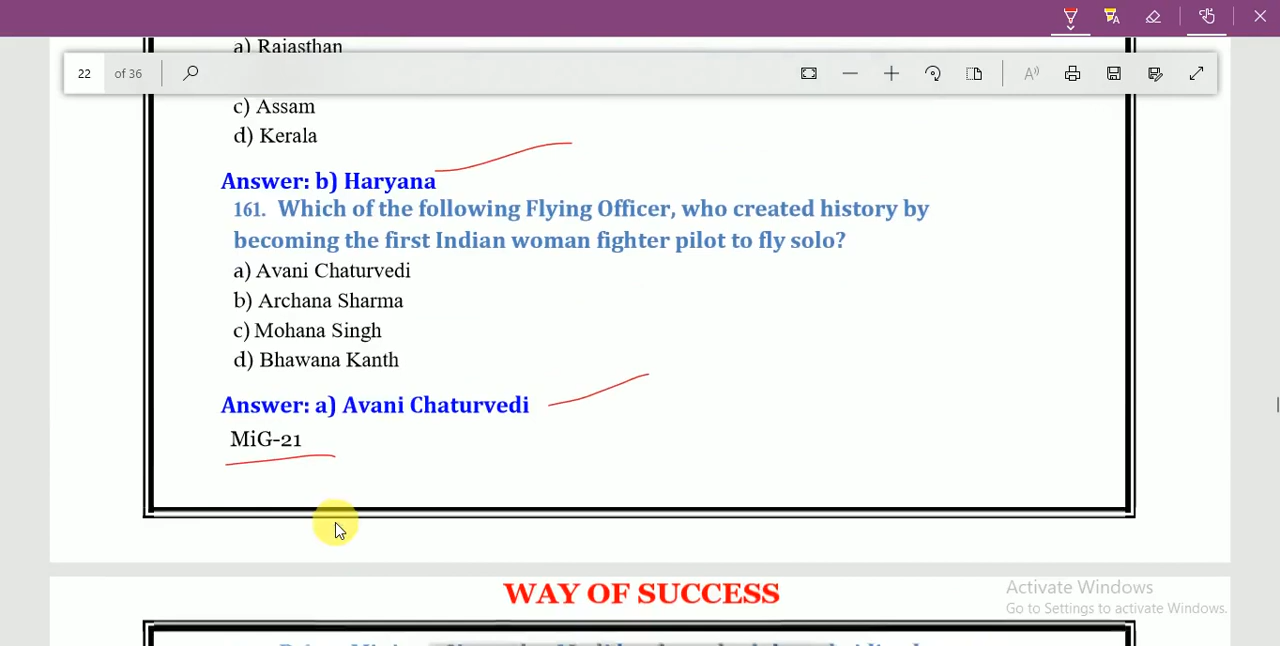 a) Rajasthan
22 of 36
c) Assam
d) Kerala
Answer: b) Haryana
161. Which of the following Flying Officer, who created history by
becoming the first Indian woman fighter pilot to fly solo?
a) Avani Chaturvedi
b) Archana Sharma
c) Mohana Singh
d) Bhawana Kanth
Answer: a) Avani Chaturvedi
MiG-21
WAY OF SUCCESS
Activate Windows
Go to Settings to activate Windows.